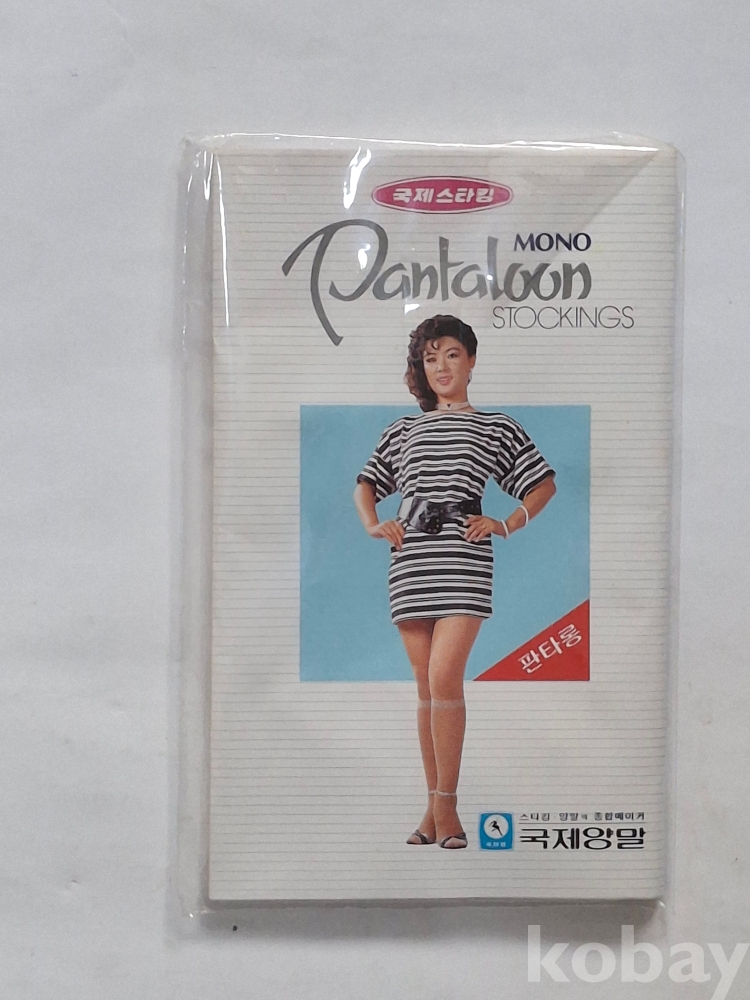 국제스타킹
MONO
Pantaloon
STOCKINGS
판타롱
스타킹 양말의 종합메이커
국제양말
kobay